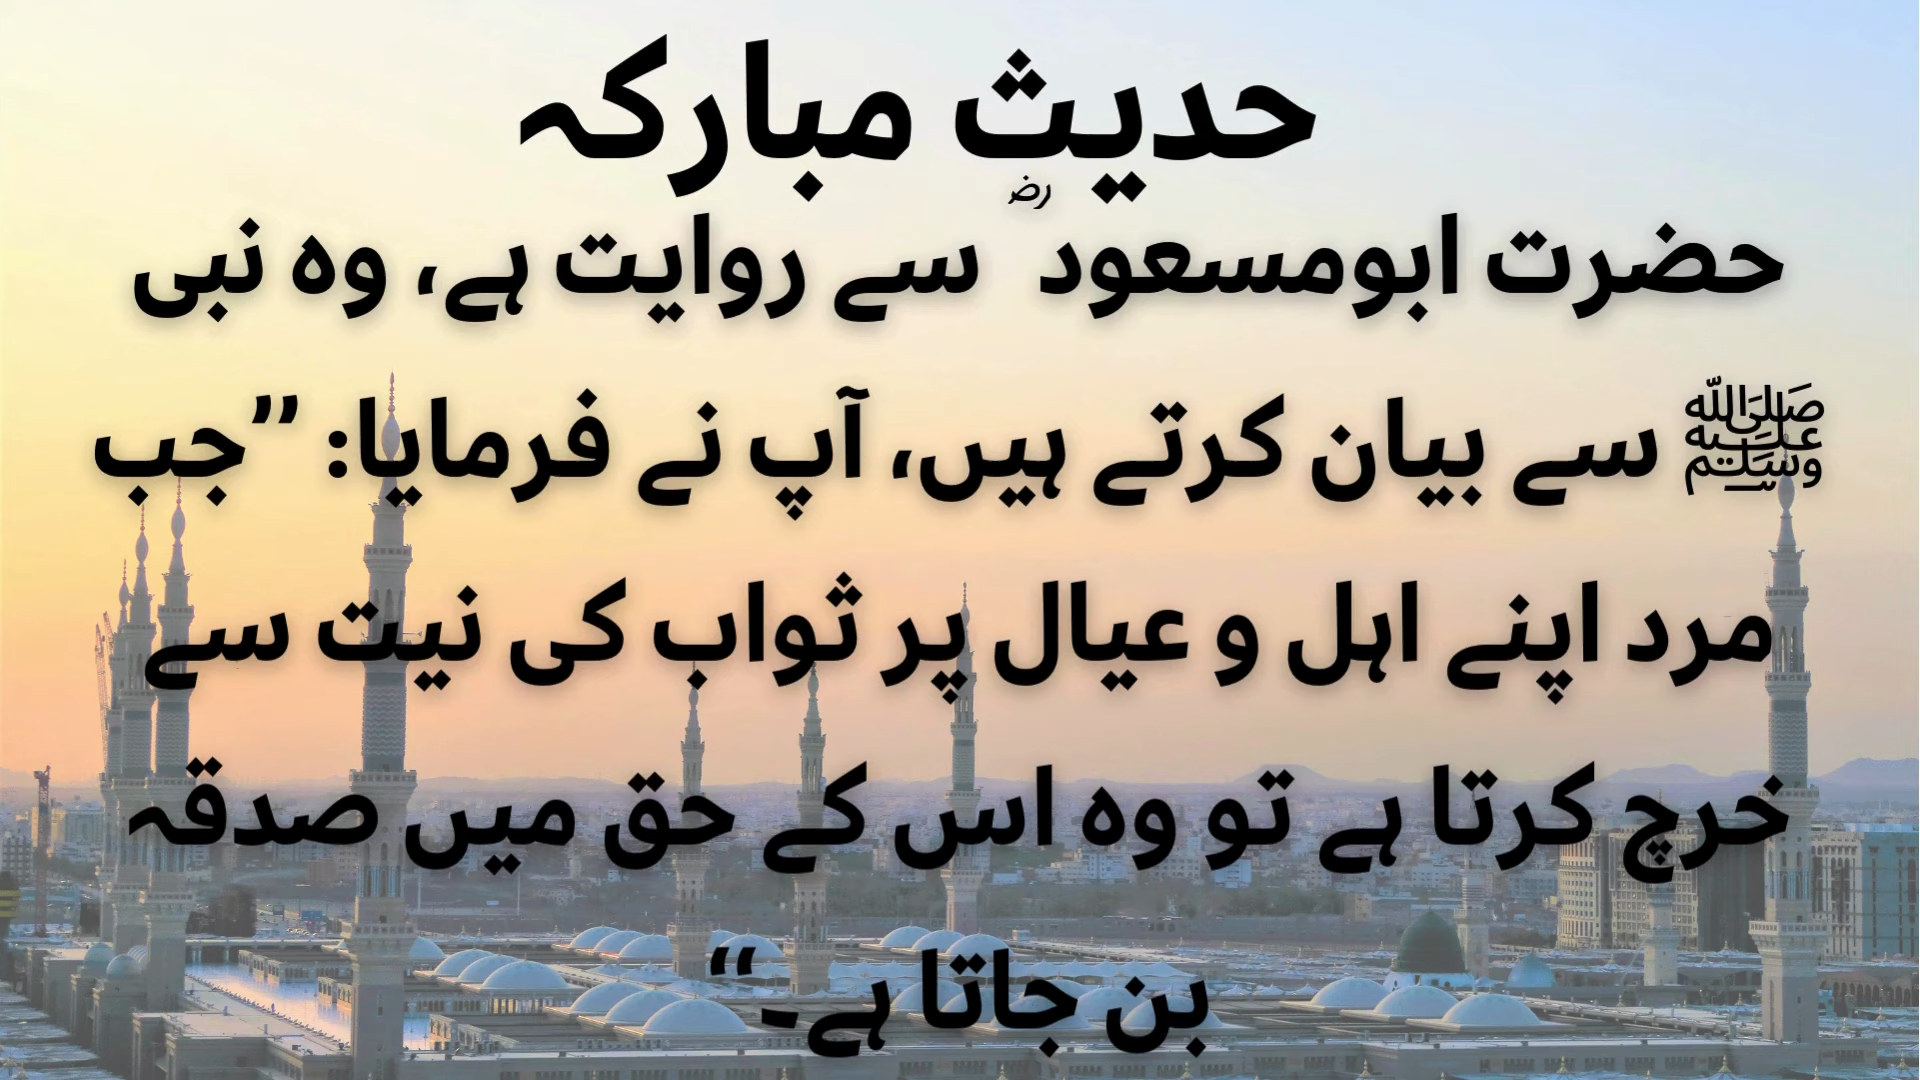 حدیث مبارکہ
حضرت ابومسعود ؓ سے روایت ہے، وہ نبی
ﷺ سے بیان کرتے ہیں، آپ نے فرمایا: ’’جب
مرد اپنے اہل و عیال پر ثواب کی نیت سے
خرچ کرتا ہے تو وہ اس کے حق میں صدقہ
بن جاتا ہے۔‘‘